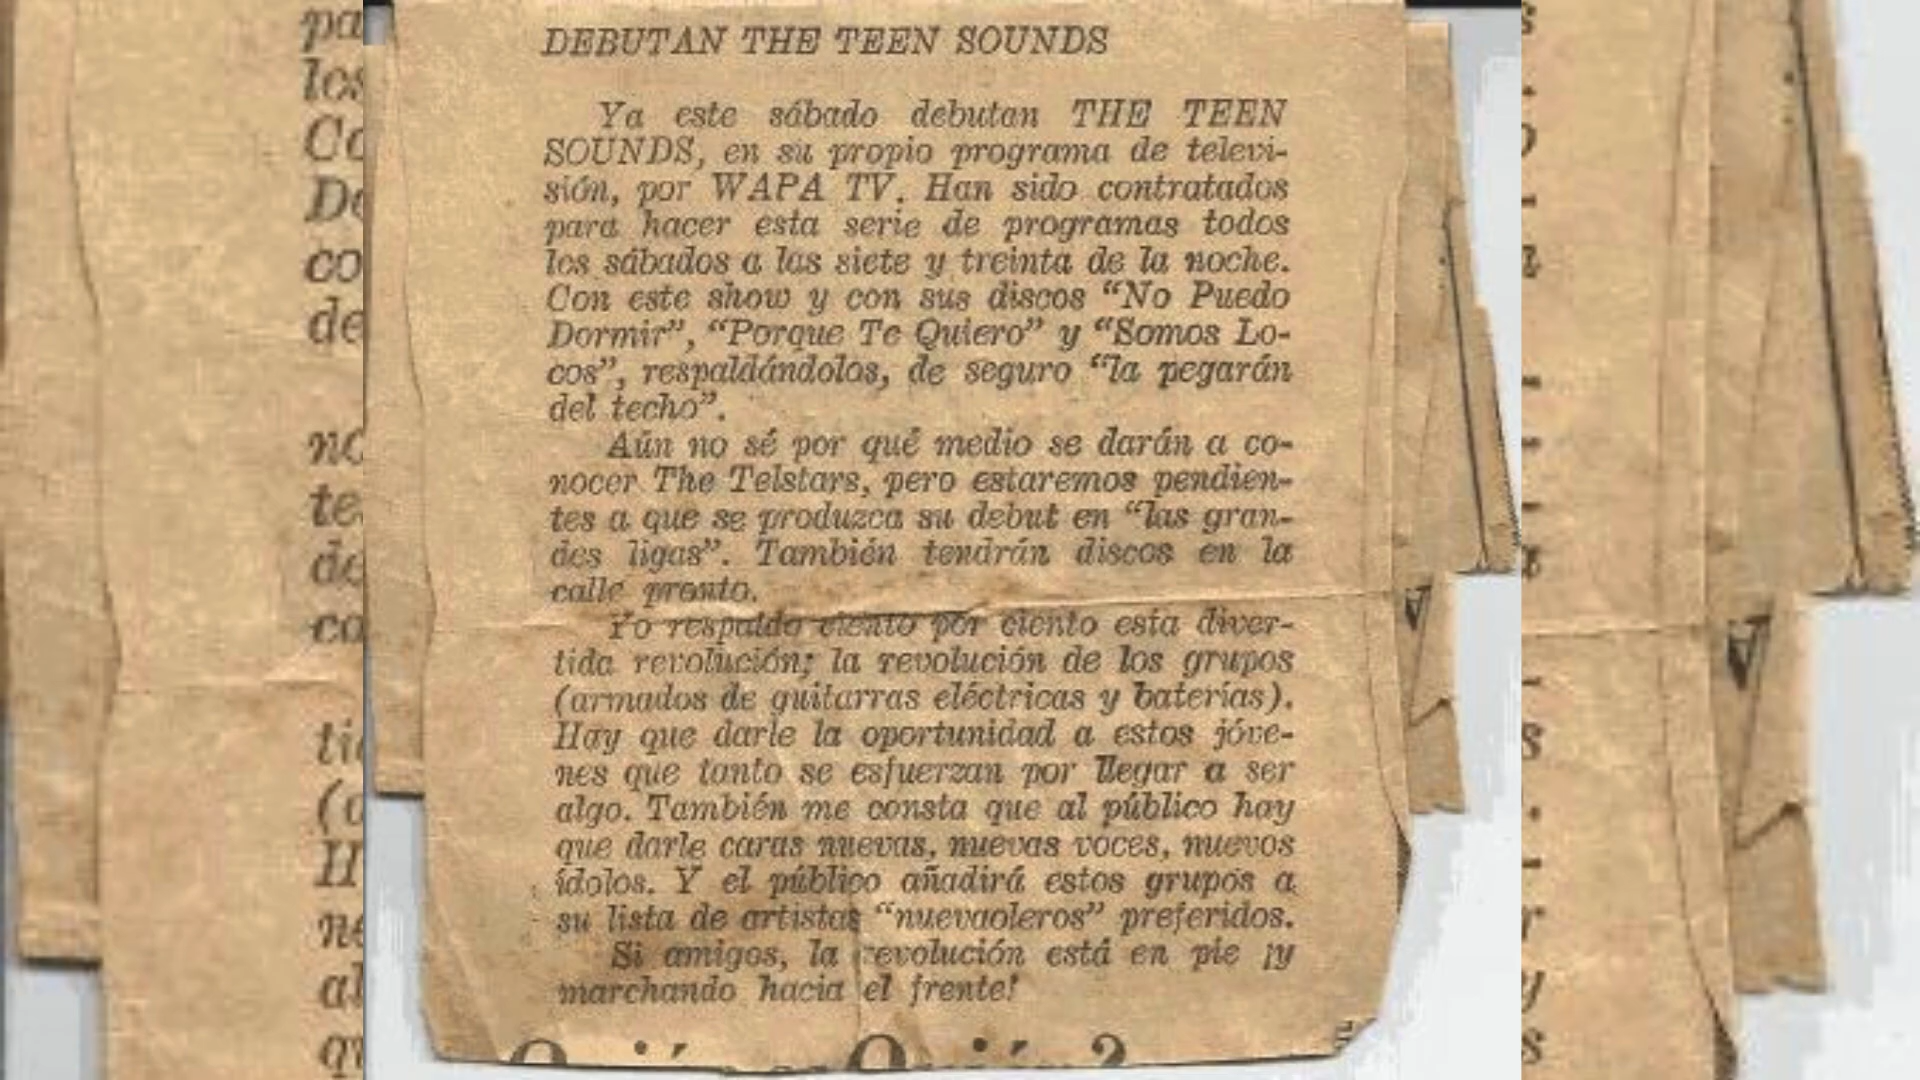 DEBUTAN THE TEEN SOUNDS
Ya este sábado debutan THE TEEN
SOUNDS, en su propio programa de televi-
sión, por WAPA TV. Han sido contratados
para hacer esta serie de programas todos
los sábados a las siete y treinta de la noche.
Con este show y con sus discos “No Puedo
Dormir”, “Porque Te Quiero” y “Somos Lo-
cos”, respaldándolos, de seguro “la pegarán
del techo”.
Aún no sé por qué medio se darán a co-
nocer The Telstars, pero estaremos pendien-
tes a que se produzca su debut en “las gran-
des ligas”. También tendrán discos en la
calle pronto.
Yo respaldo ciento por ciento esta diver-
tida revolución; la revolución de los grupos
(armados de guitarras eléctricas y baterías).
Hay que darle la oportunidad a estos jóve-
nes que tanto se esfuerzan por llegar a ser
algo. También me consta que al público hay
que darle caras nuevas, nuevas voces, nuevos
ídolos. Y el público añadirá estos grupos a
su lista de artistas “nuevaoleros” preferidos.
Si amigos, la revolución está en pie ¡y
marchando hacia el frente!